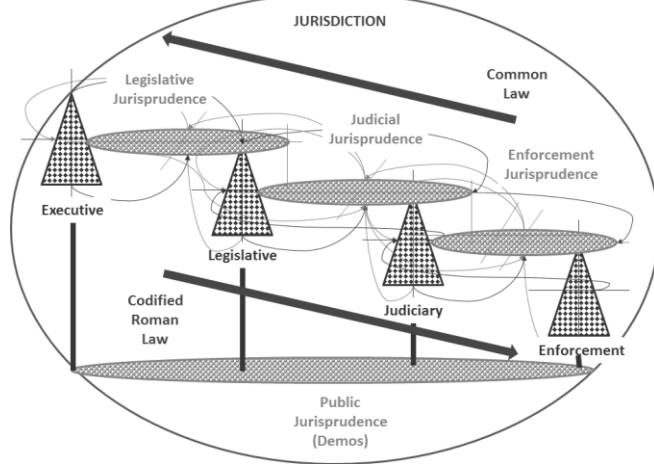 JURISDICTION
Common
Law
Legislative
Jurisprudence
Judicial
Jurisprudence
Enforcement
Jurisprudence
Executive
Legislative
Codified
Roman
Law
Judiciary
Enforcement
Public
Jurisprudence
(Demos)